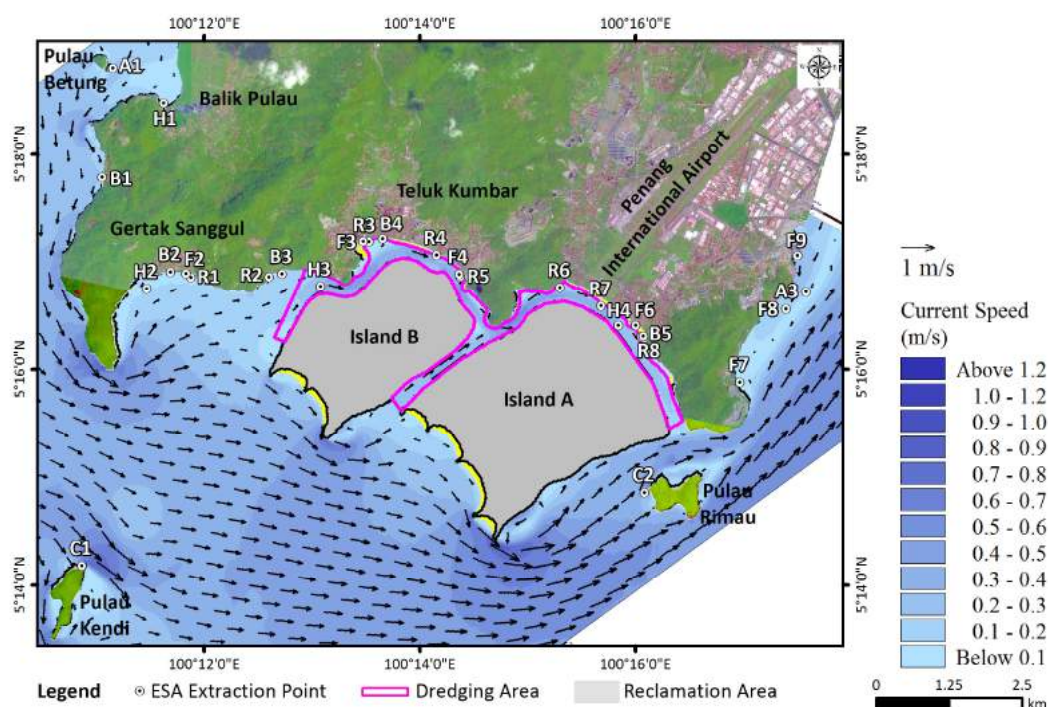 100°12'0"E
100°14'0"E
100°16'0"E
5°18'0"N
5°16'0"N
5°14'0"N
5°18'0"N
5°16'0"N
5°14'0"N
Pulau
Betung
A1
H1
Balik Pulau
B1
Gertak Sanggul
B2
F2
H2
R1
R2
B3
H3
F3
R3
B4
Teluk Kumbar
R4
F4
R5
R6
R7
H4
F6
B5
R8
Penang
International Airport
F9
A3
F8
F7
Island B
Island A
C2
Pulau
Rimau
C1
Pulau
Kendi
100°12'0"E
100°14'0"E
100°16'0"E
1 m/s
Current Speed
(m/s)
Above 1.2
1.0 - 1.2
0.9 - 1.0
0.8 - 0.9
0.7 - 0.8
0.6 - 0.7
0.5 - 0.6
0.4 - 0.5
0.3 - 0.4
0.2 - 0.3
0.1 - 0.2
Below 0.1
Legend
ESA Extraction Point
Dredging Area
Reclamation Area
0 1.25 2.5
km